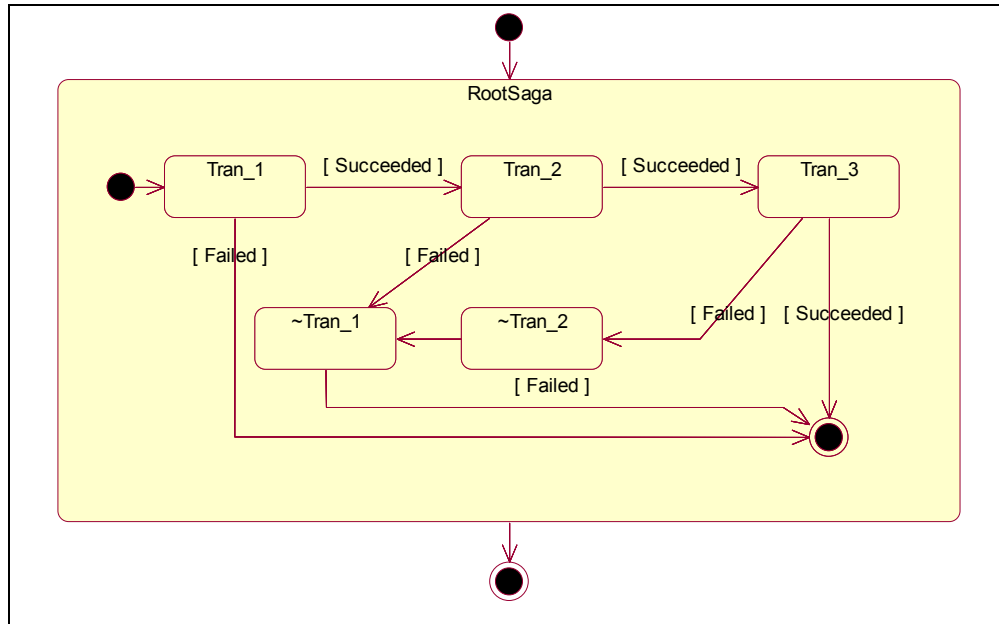 RootSaga
Tran_1
[ Succeeded ]
Tran_2
[ Succeeded ]
Tran_3
[ Failed ]
[ Failed ]
~Tran_1
~Tran_2
[ Failed ]
[ Succeeded ]
[ Failed ]